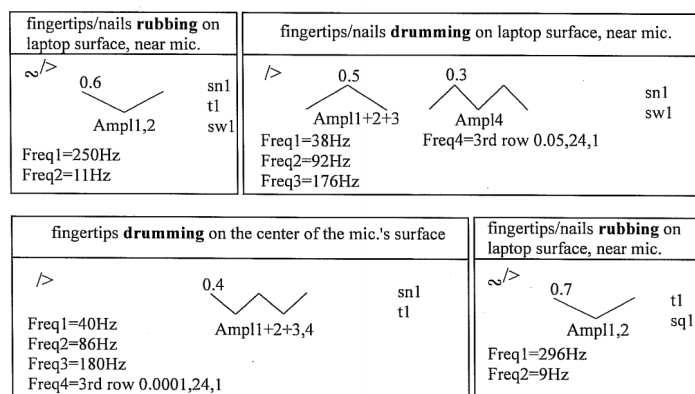 fingertips/nails rubbing on
laptop surface, near mic.
/>
0.6
sn1
t1
Ampl1,2
sw1
Freq1=250Hz
Freq2=11Hz
fingertips/nails drumming on laptop surface, near mic.
/>
0.5
0.3
sn1
Ampl1+2+3
Ampl4
sw1
Freq1=38Hz
Freq4=3rd row 0.05,24,1
Freq2=92Hz
Freq3=176Hz
fingertips drumming on the center of the mic.'s surface
/>
0.4
sn1
t1
Freq1=40Hz
Ampl1+2+3,4
Freq2=86Hz
Freq3=180Hz
Freq4=3rd row 0.0001,24,1
fingertips/nails rubbing on
laptop surface, near mic.
/>
0.7
t1
Ampl1,2
sq1
Freq1=296Hz
Freq2=9Hz